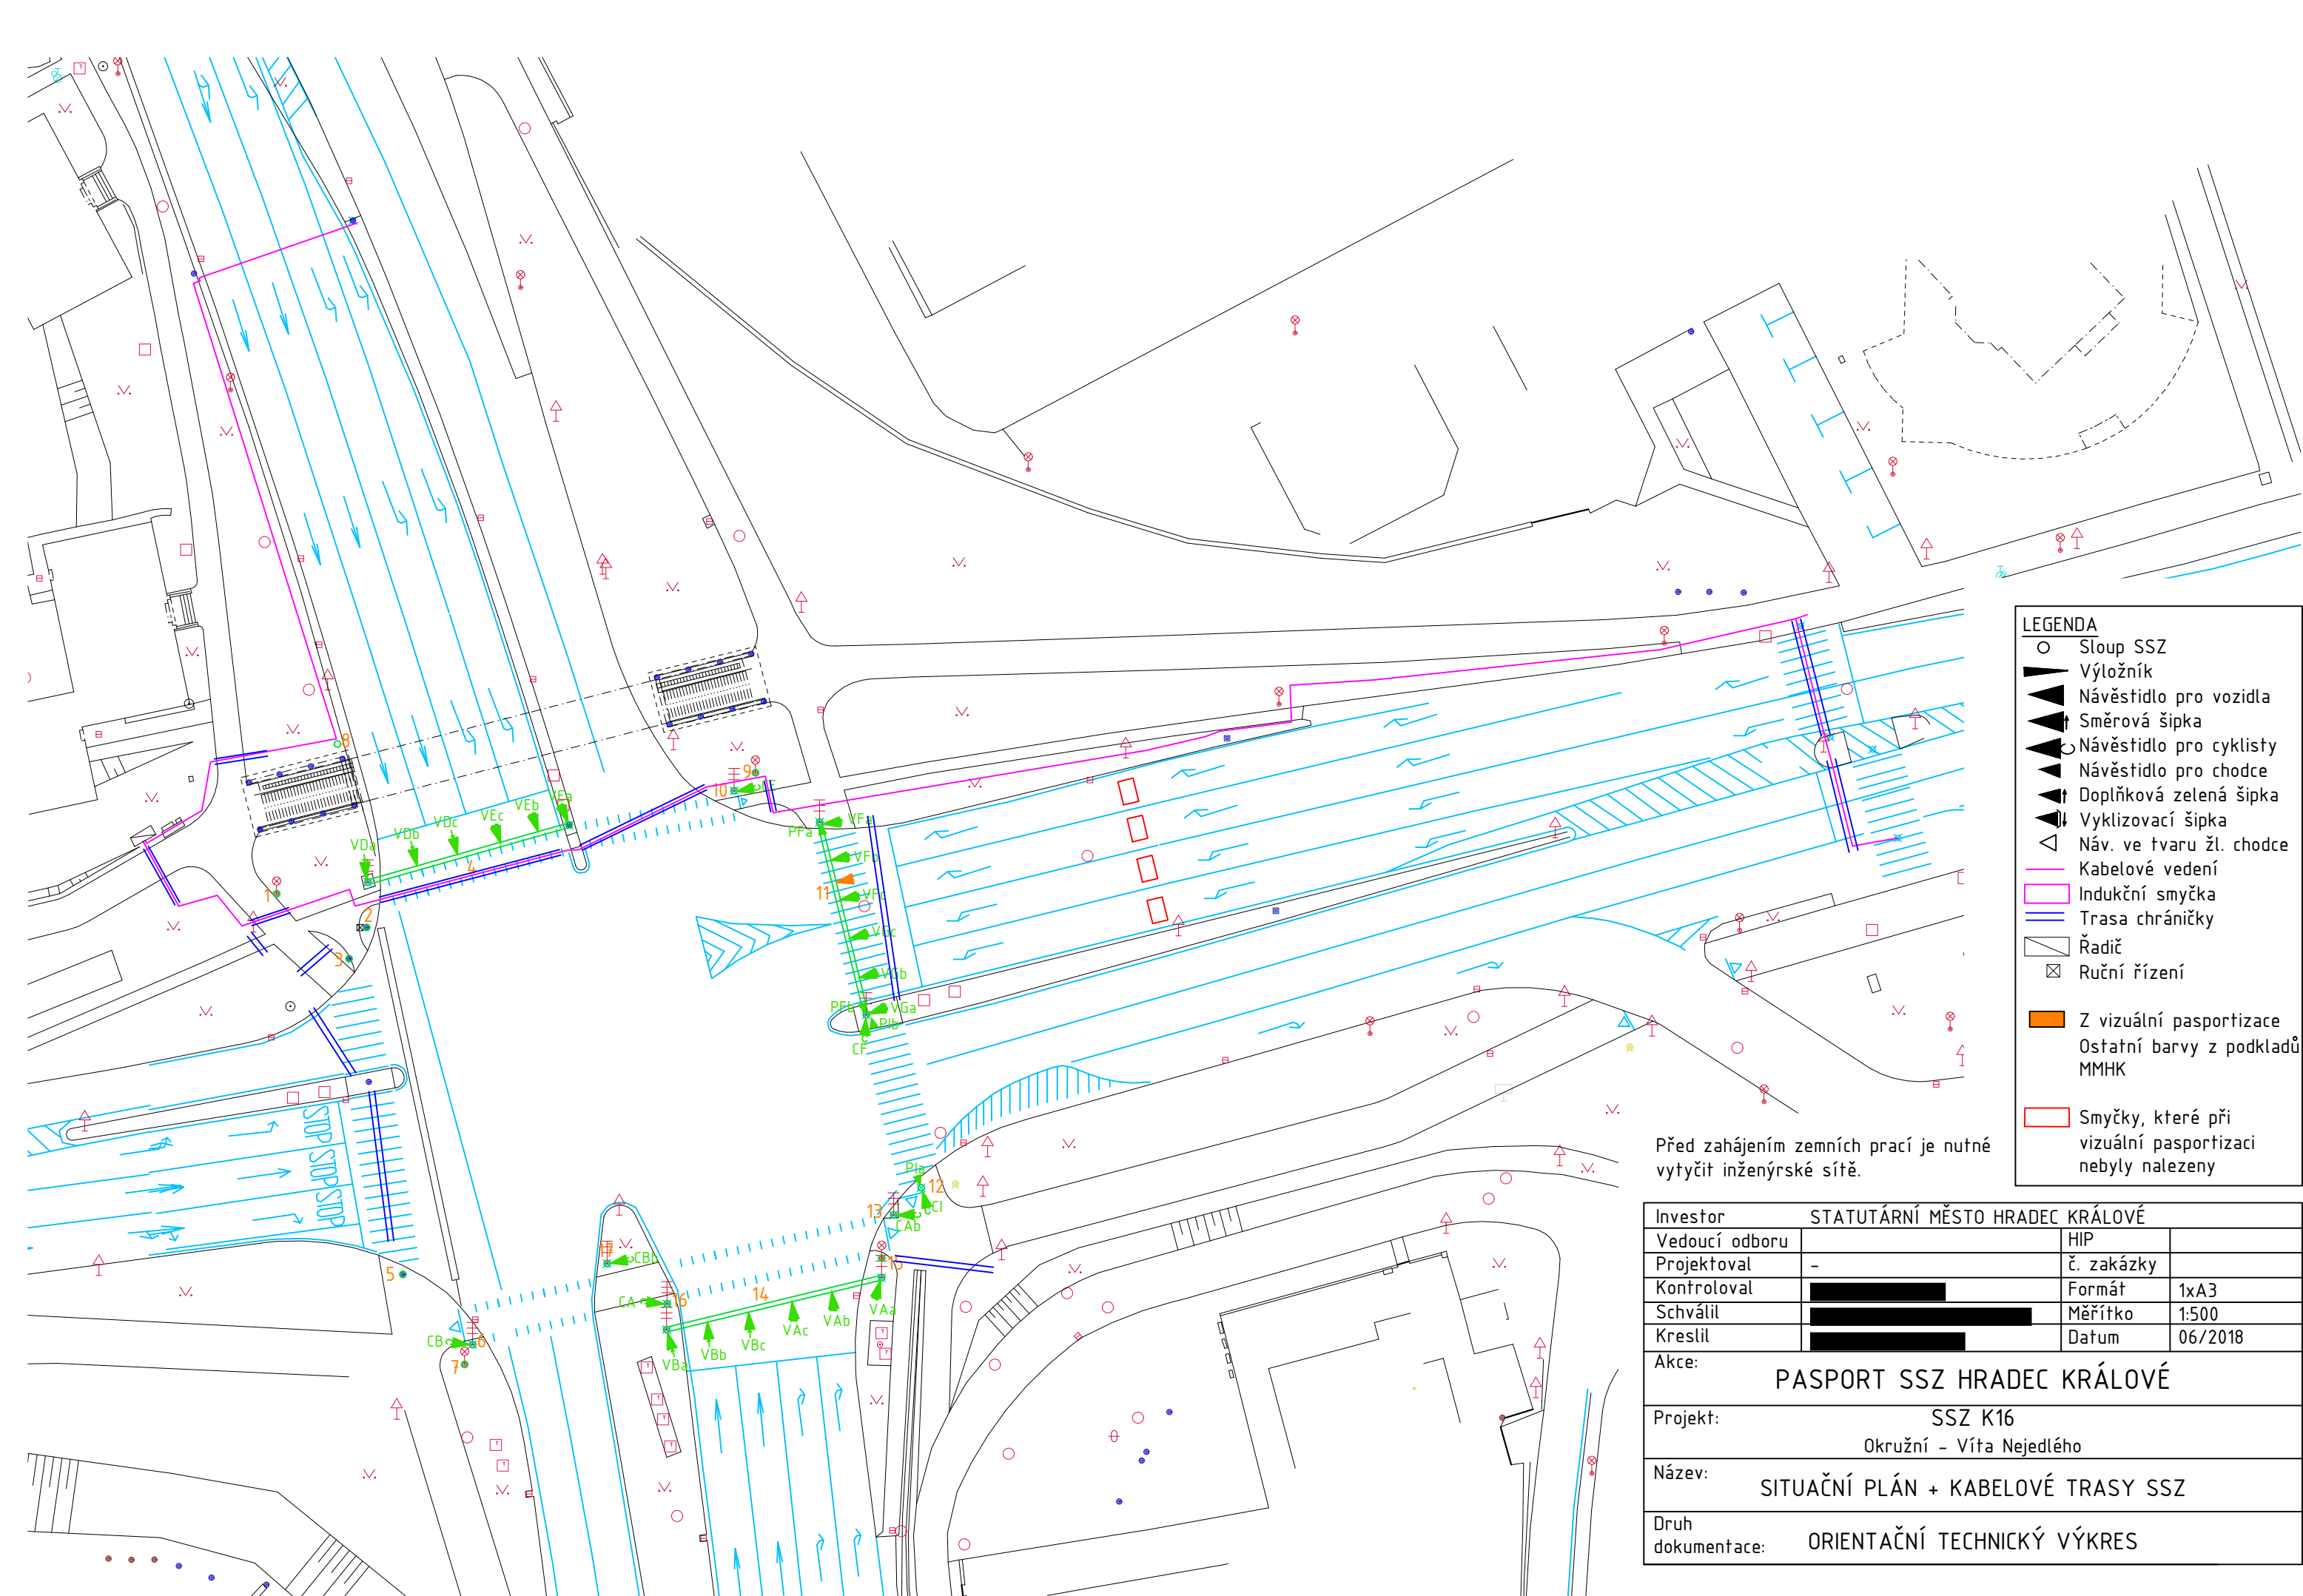 8
9
10
CE
VEa
VEb
VEc
VDc
VDb
VDa
4
1
2
3
PFa
VFa
VFb
11
VFc
VGc
VGb
PFb
VGa
PIb
CF
STOP
STOP
STOP
PIa
12
CI
13
CAb
15
17
CBb
5
CA
16
14
VAa
VAb
VAc
VBc
VBb
VBa
CB
6
7
LEGENDA
Sloup SSZ
Výložník
Návěstidlo pro vozidla
Směrová šipka
Návěstidlo pro cyklisty
Návěstidlo pro chodce
Doplňková zelená šipka
Vyklizovací šipka
Náv. ve tvaru žl. chodce
Kabelové vedení
Indukční smyčka
Trasa chráničky
Řadič
Ruční řízení
Z vizuální pasportizace
Ostatní barvy z podkladů
MMHK
Smyčky, které při
vizuální pasportizaci
nebyly nalezeny
Před zahájením zemních prací je nutné
vytyčit inženýrské sítě.
Investor STATUTÁRNÍ MĚSTO HRADEC KRÁLOVÉ
Vedoucí odboru HIP
Projektoval - č. zakázky
Kontroloval Formát 1xA3
Schválil Měřítko 1:500
Kreslil Datum 06/2018
Akce:
PASPORT SSZ HRADEC KRÁLOVÉ
Projekt: SSZ K16
Okružní - Víta Nejedlého
Název:
SITUAČNÍ PLÁN + KABELOVÉ TRASY SSZ
Druh
dokumentace: ORIENTAČNÍ TECHNICKÝ VÝKRES